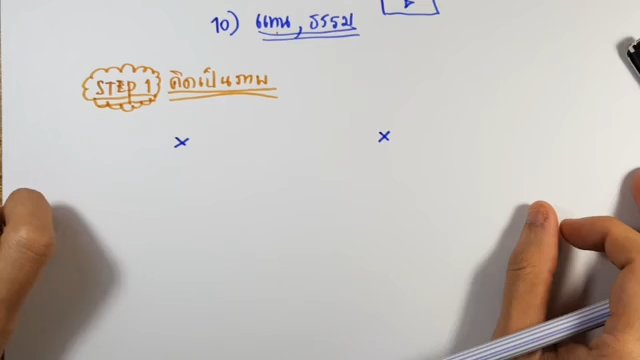 10) แทน, ธรรม
STEP 1 คิดเป็นภาพ
× ×